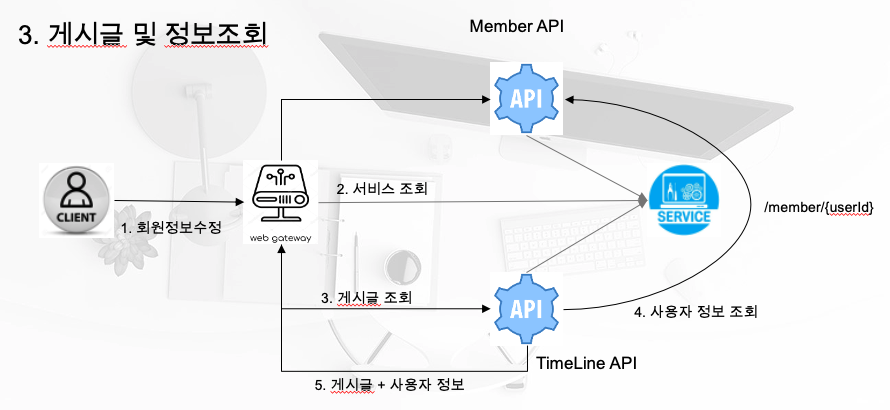 3. 게시글 및 정보조회
Member API
API
CLIENT
1. 회원정보수정
web gateway
2. 서비스 조회
SERVICE
/member/{userId}
3. 게시글 조회
API
4. 사용자 정보 조회
TimeLine API
5. 게시글 + 사용자 정보